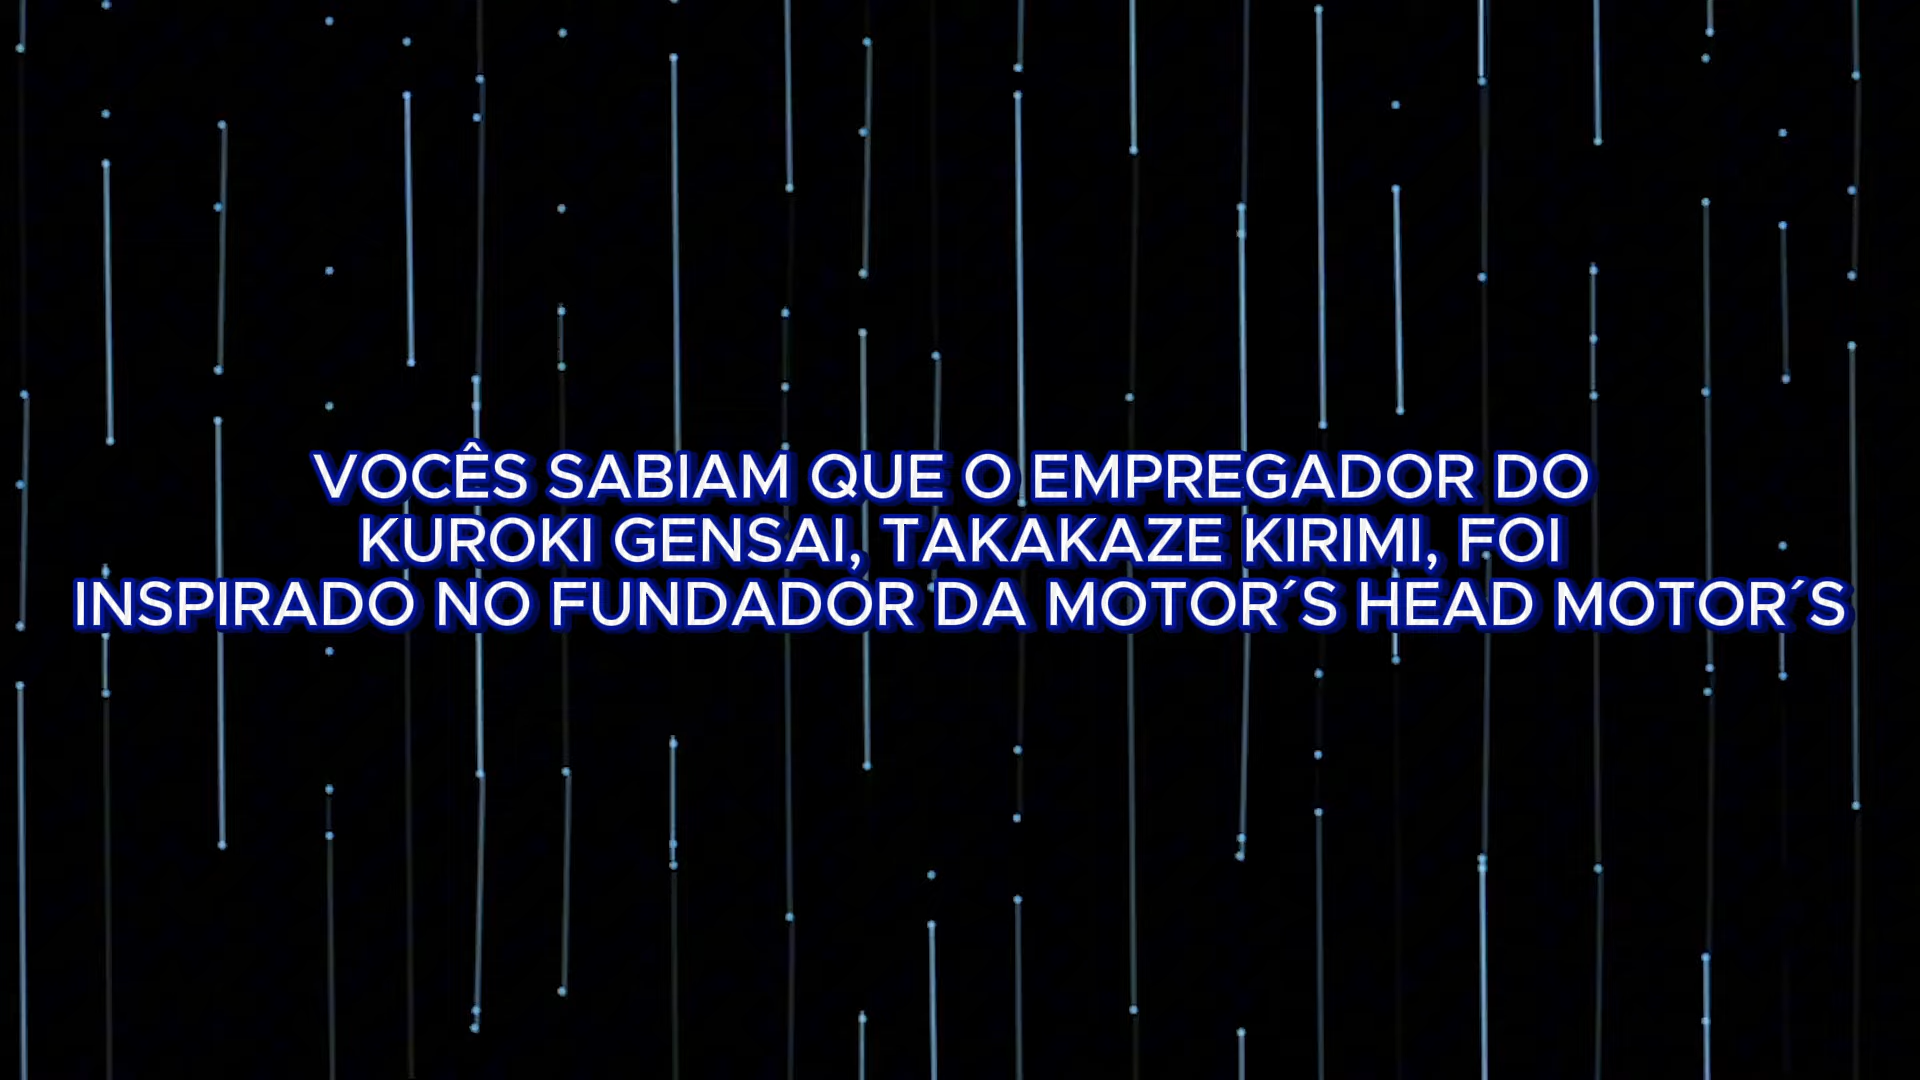 VOCÊS SABIAM QUE O EMPREGADOR DO
KUROKI GENSAI, TAKAKAZE KIRIMI, FOI
INSPIRADO NO FUNDADOR DA MOTOR´S HEAD MOTOR´S